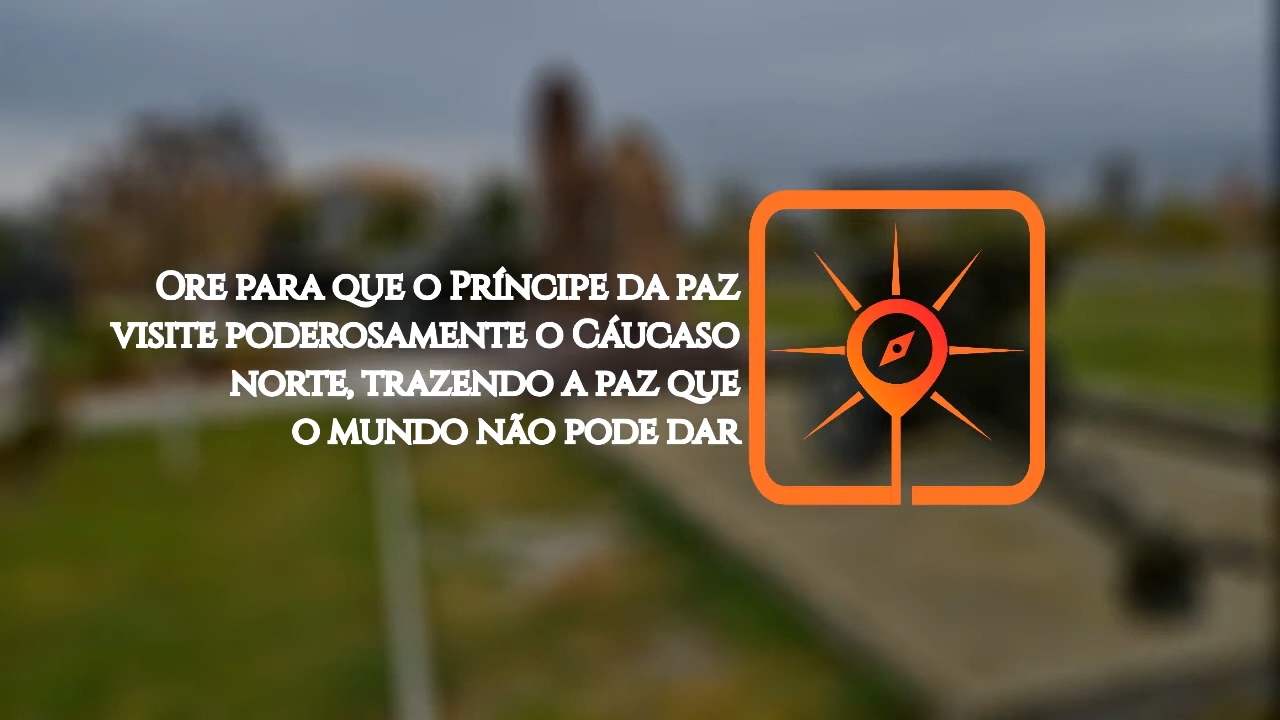 Ore para que o Príncipe da paz
visite poderosamente o Cáucaso
norte, trazendo a paz que
o mundo não pode dar